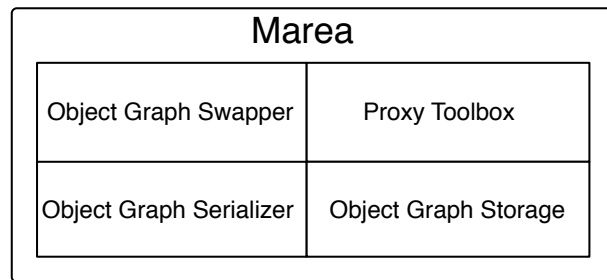 Marea
Object Graph Swapper
Proxy Toolbox
Object Graph Serializer
Object Graph Storage